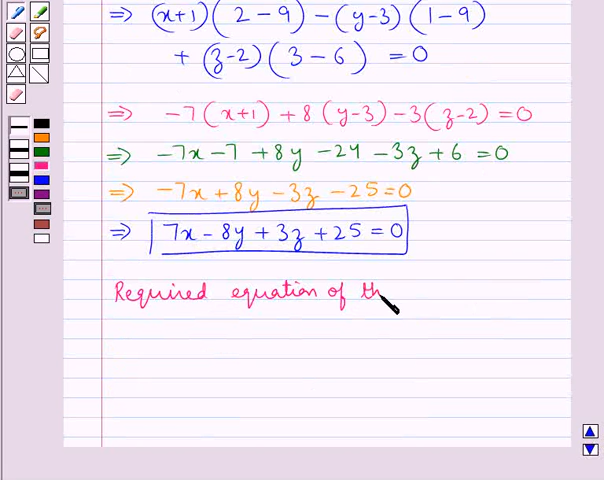 ⇒ (x+1)(2-9) -(y-3)(1-9)
+ (z-2)(3-6) =0
⇒ -7(x+1)+8(y-3)-3(z-2)=0
⇒ -7x-7 +8y -24 -3z +6 =0
⇒ -7x+8y-3z-25=0
⇒ 7x-8y+3z+25=0
Required equation of th